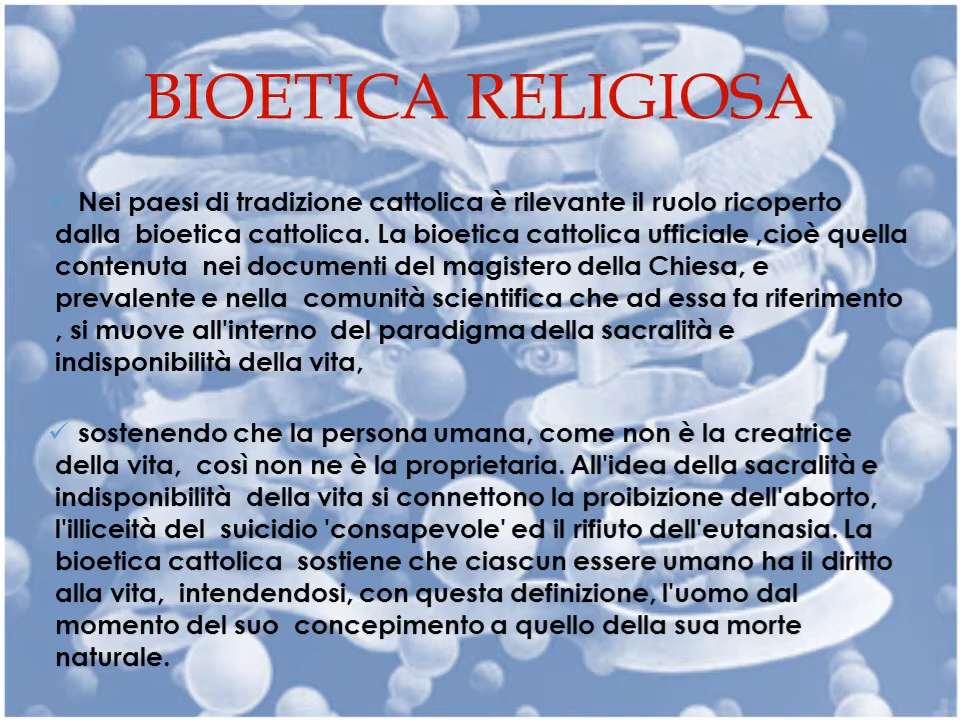 BIOETICA RELIGIOSA
Nei paesi di tradizione cattolica è rilevante il ruolo ricoperto
dalla bioetica cattolica. La bioetica cattolica ufficiale ,cioè quella
contenuta nei documenti del magistero della Chiesa, e
prevalente e nella comunità scientifica che ad essa fa riferimento
, si muove all'interno del paradigma della sacralità e
indisponibilità della vita,
sostenendo che la persona umana, come non è la creatrice
della vita, così non ne è la proprietaria. All'idea della sacralità e
indisponibilità della vita si connettono la proibizione dell'aborto,
l'illiceità del suicidio 'consapevole' ed il rifiuto dell'eutanasia. La
bioetica cattolica sostiene che ciascun essere umano ha il diritto
alla vita, intendendosi, con questa definizione, l'uomo dal
momento del suo concepimento a quello della sua morte
naturale.